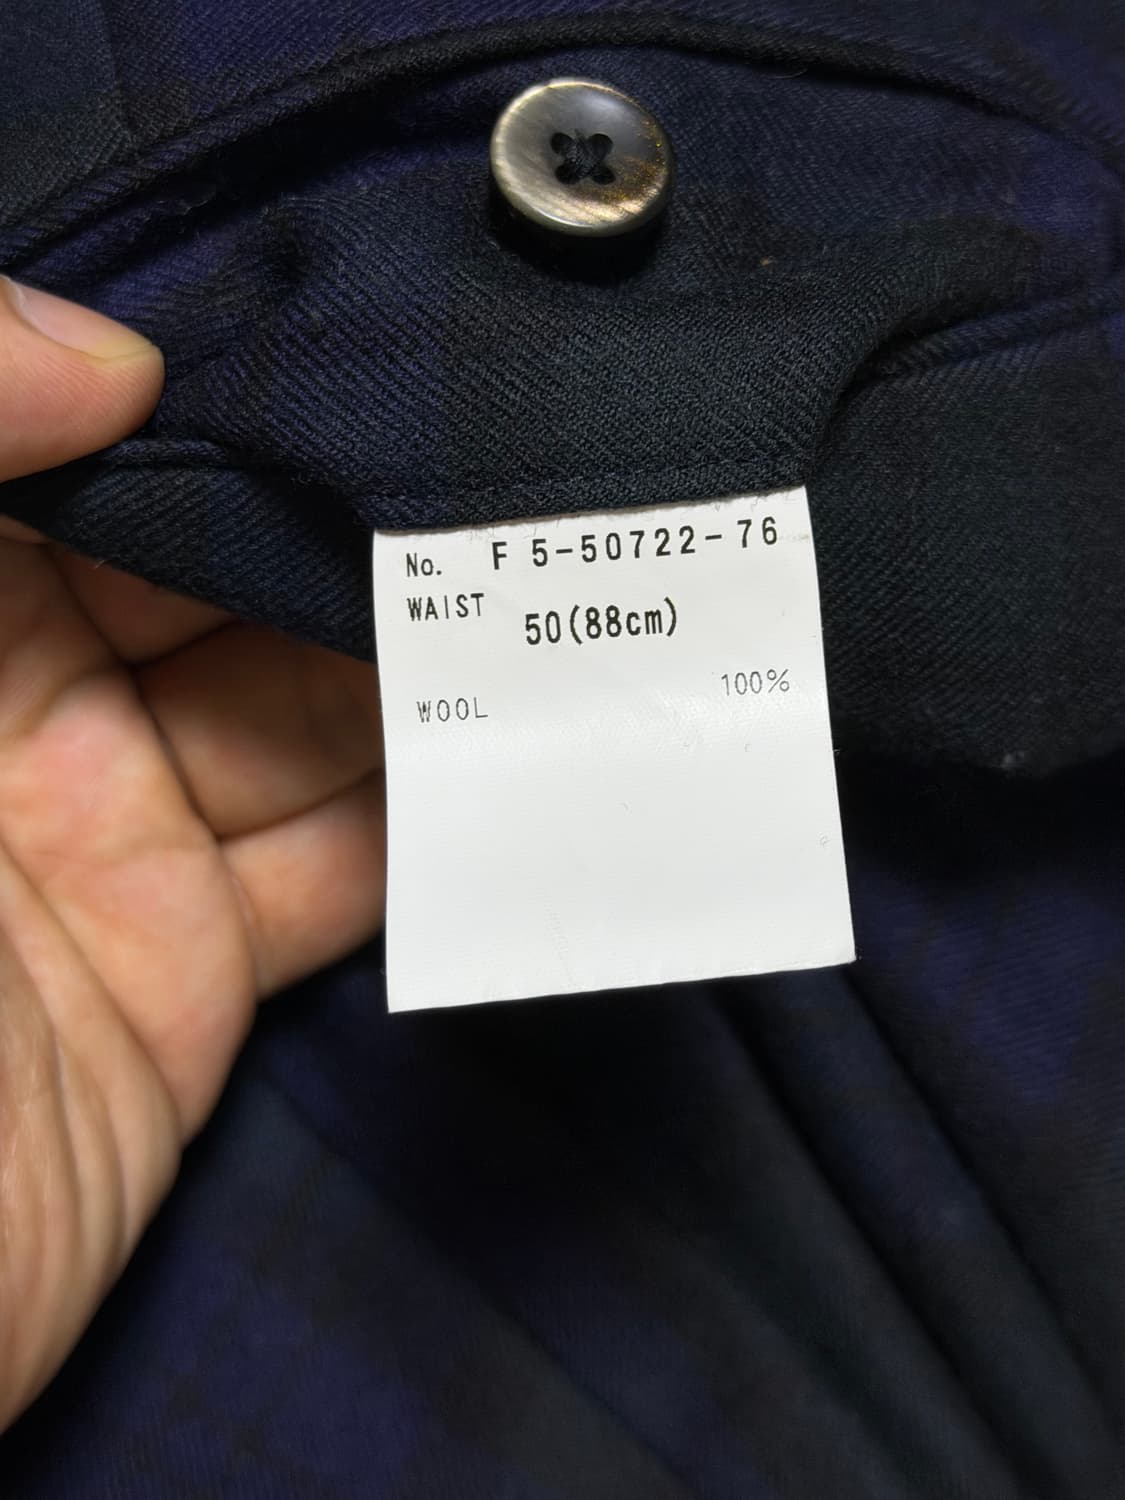 No. F 5-50722-76
WAIST 50(88cm)
WOOL 100%